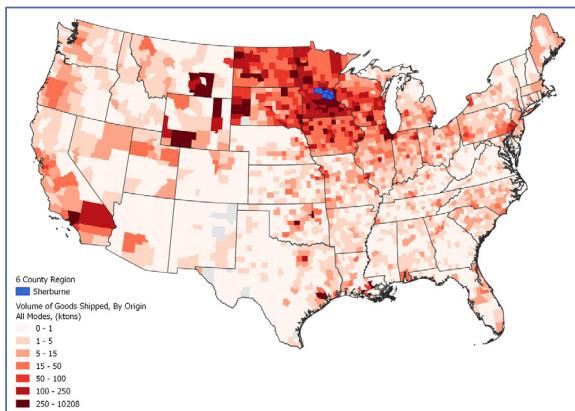 6 County Region
Sherburne
Volume of Goods Shipped, By Origin
All Modes, (ktons)
0 - 1
1 - 5
5 - 15
15 - 50
50 - 100
100 - 250
250 - 10208